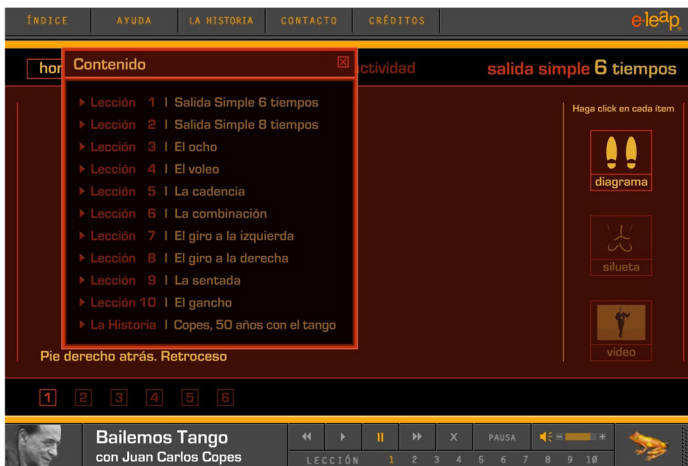 ÍNDICE AYUDA LA HISTORIA CONTACTO CRÉDITOS e·leap
Contenido
ctividad salida simple 6 tiempos
Lección 1 | Salida Simple 6 tiempos
Lección 2 | Salida Simple 8 tiempos
Lección 3 | El ocho
Lección 4 | El voleo
Lección 5 | La cadencia
Lección 6 | La combinación
Lección 7 | El giro a la izquierda
Lección 8 | El giro a la derecha
Lección 9 | La sentada
Lección 10 | El gancho
La Historia | Copes, 50 años con el tango
Haga click en cada ítem
diagrama
silueta
video
Pie derecho atrás. Retroceso
1 2 3 4 5 6
Bailemos Tango
con Juan Carlos Copes
X PAUSA
LECCIÓN 1 2 3 4 5 6 7 8 9 10